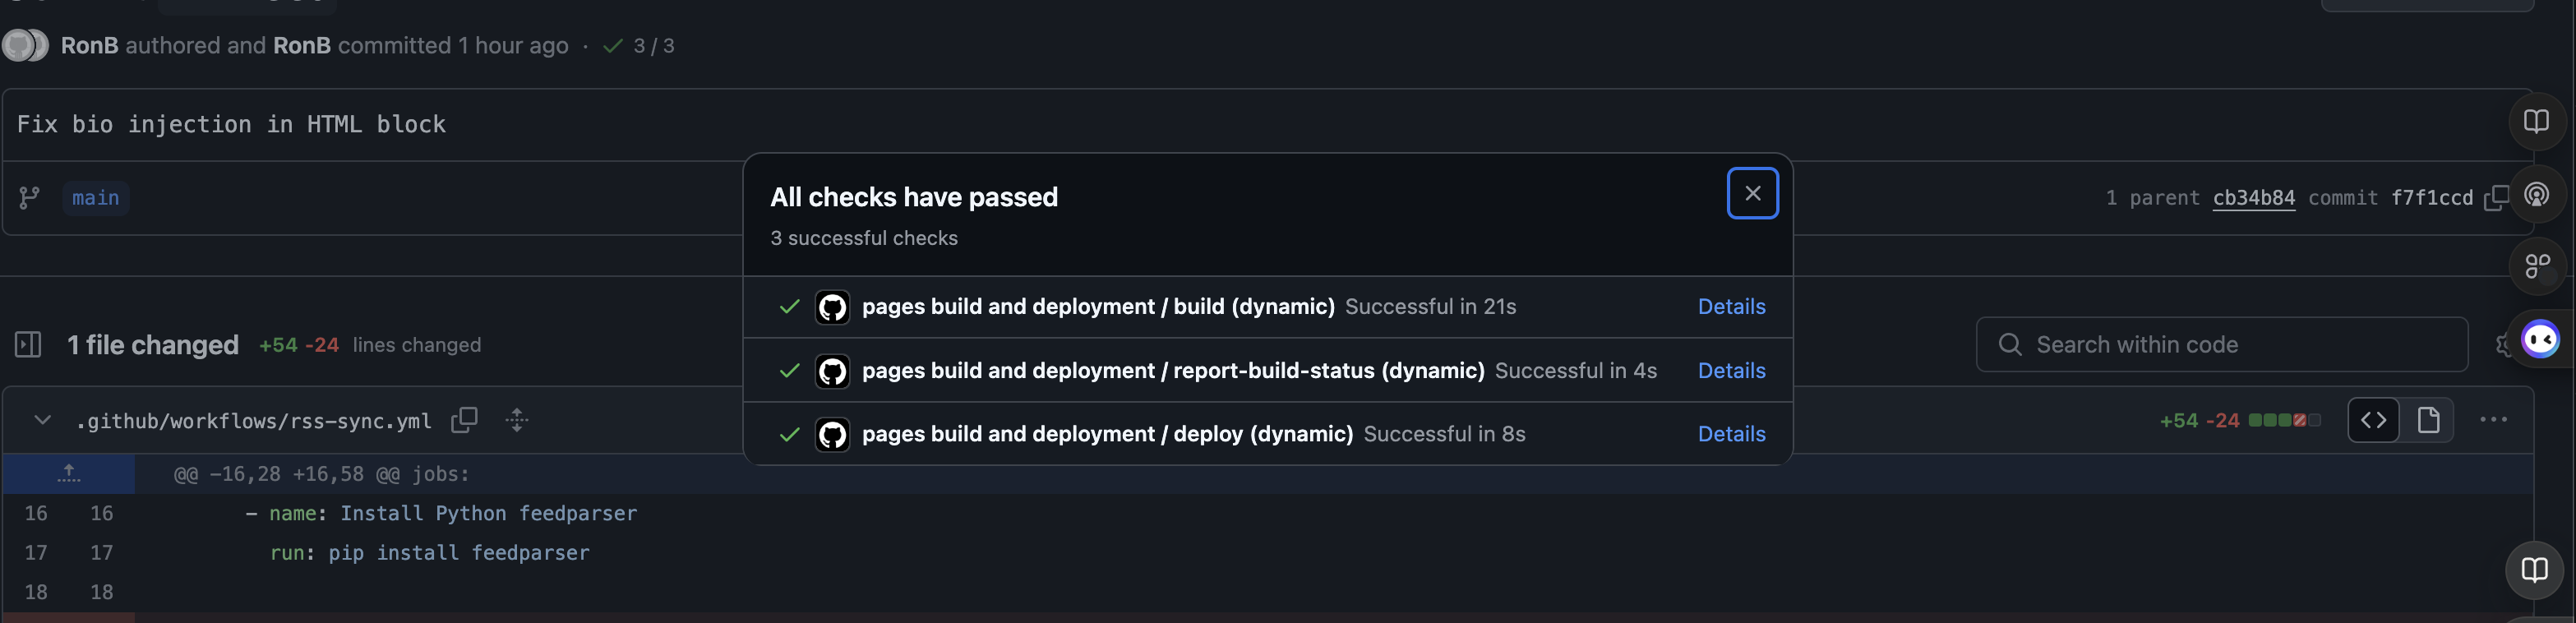 RonB authored and RonB committed 1 hour ago · 3 / 3
Fix bio injection in HTML block
main
1 parent cb34b84 commit f7f1ccd
All checks have passed
3 successful checks
pages build and deployment / build (dynamic) Successful in 21s Details
pages build and deployment / report-build-status (dynamic) Successful in 4s Details
pages build and deployment / deploy (dynamic) Successful in 8s Details
1 file changed +54 -24 lines changed
Search within code
.github/workflows/rss-sync.yml
+54 -24
@@ -16,28 +16,58 @@ jobs:
16 16 - name: Install Python feedparser
17 17 run: pip install feedparser
18 18